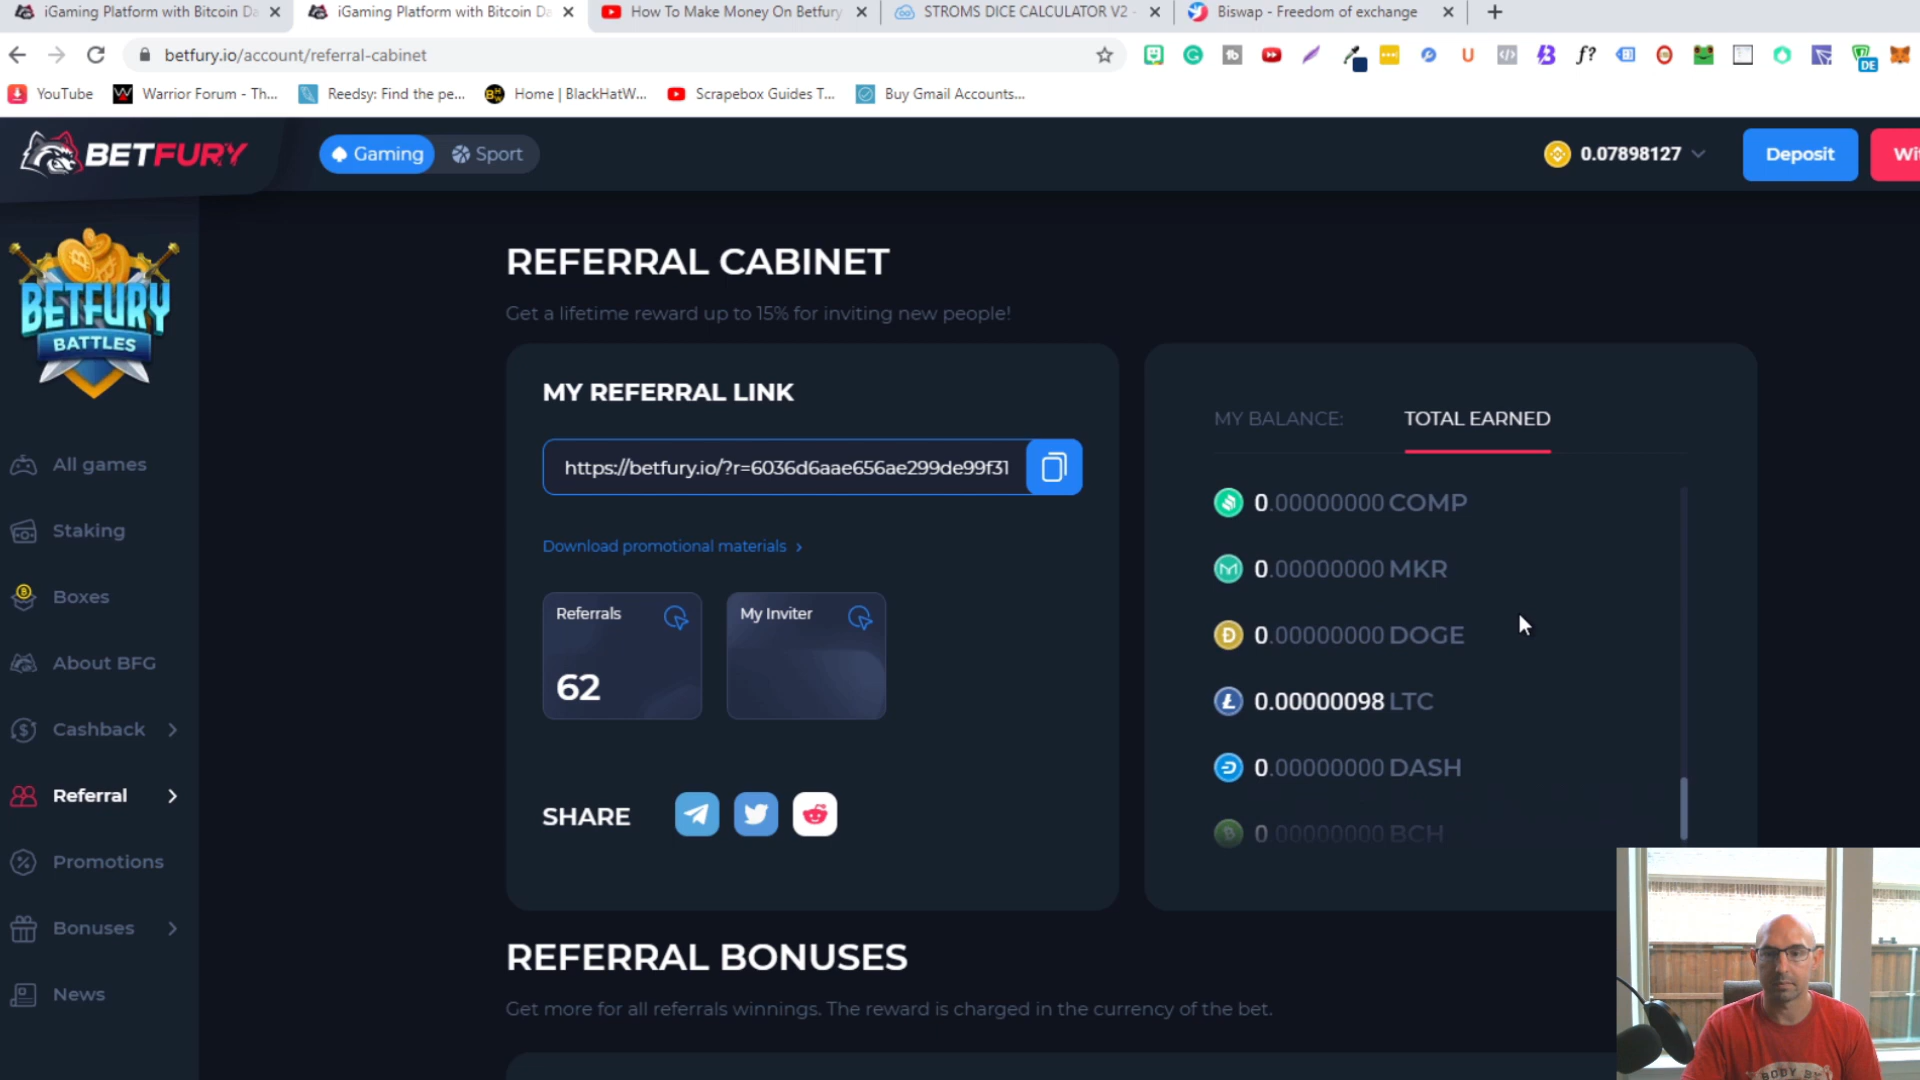 iGaming Platform with Bitcoin Da
iGaming Platform with Bitcoin Da
How To Make Money On Betfury
STROMS DICE CALCULATOR V2 -
Biswap - Freedom of exchange
betfury.io/account/referral-cabinet
YouTube
Warrior Forum - Th...
Reedsy: Find the pe...
Home | BlackHatW...
Scrapebox Guides T...
Buy Gmail Accounts...
BETFURY
Gaming
Sport
0.07898127
Deposit
Wit
BETFURY
BATTLES
All games
Staking
Boxes
About BFG
Cashback
Referral
Promotions
Bonuses
News
REFERRAL CABINET
Get a lifetime reward up to 15% for inviting new people!
MY REFERRAL LINK
https://betfury.io/?r=6036d6aae656ae299de99f31
Download promotional materials >
Referrals
62
My Inviter
SHARE
MY BALANCE:
TOTAL EARNED
0.00000000 COMP
0.00000000 MKR
0.00000000 DOGE
0.00000098 LTC
0.00000000 DASH
0.00000000 BCH
REFERRAL BONUSES
Get more for all referrals winnings. The reward is charged in the currency of the bet.
BODY BY
DE